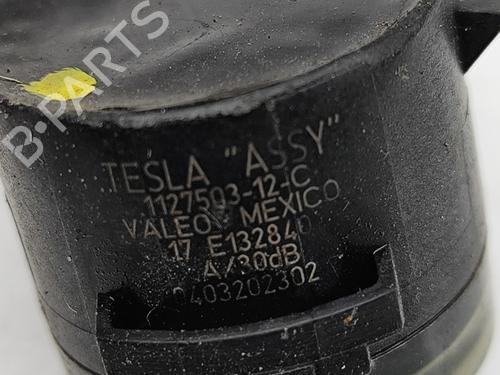 B-PARTS
TESLA "ASSY"
1127503-12-C
VALEO MEXICO
17 E132840
A/30dB
0403202302